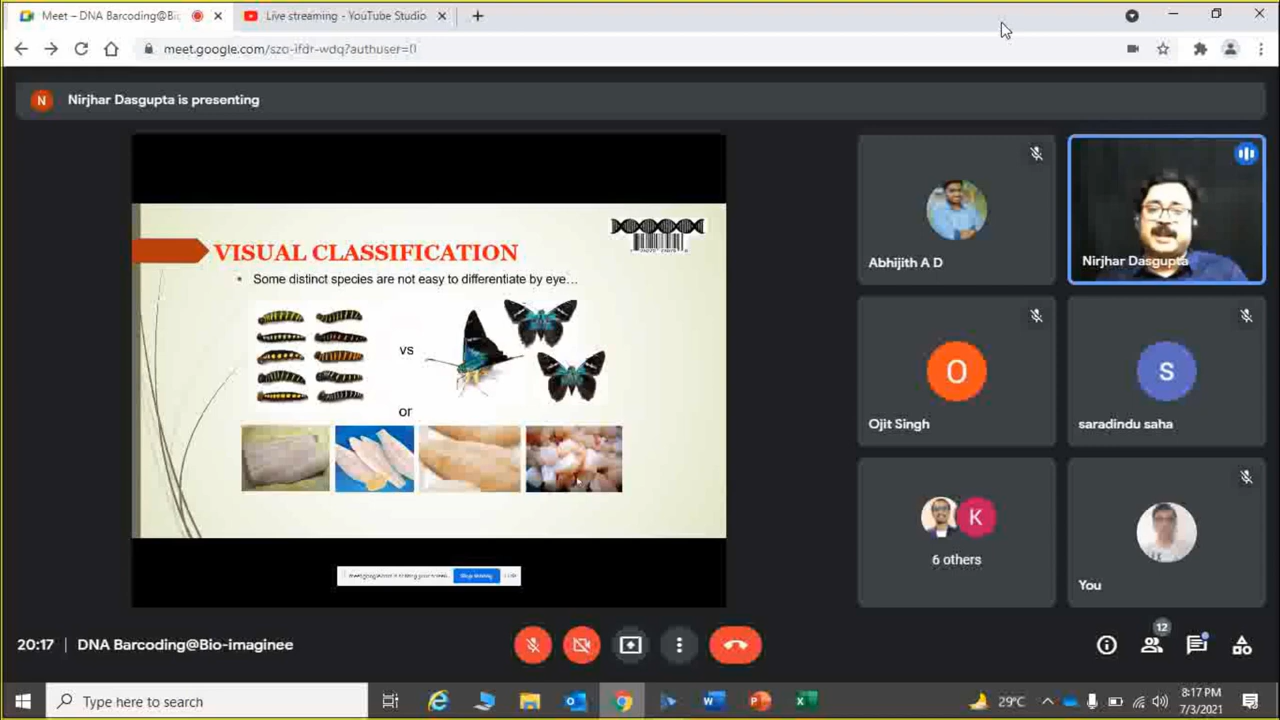 Meet – DNA Barcoding@Bi
Live streaming - YouTube Studio
meet.google.com/szq-ifdr-wdq?authuser=0
N
Nirjhar Dasgupta is presenting
VISUAL CLASSIFICATION
Some distinct species are not easy to differentiate by eye…
vs
or
Abhijith A D
Nirjhar Dasgupta
O
Ojit Singh
S
saradindu saha
K
6 others
You
20:17
DNA Barcoding@Bio-imaginee
12
Type here to search
29°C
8:17 PM
7/3/2021